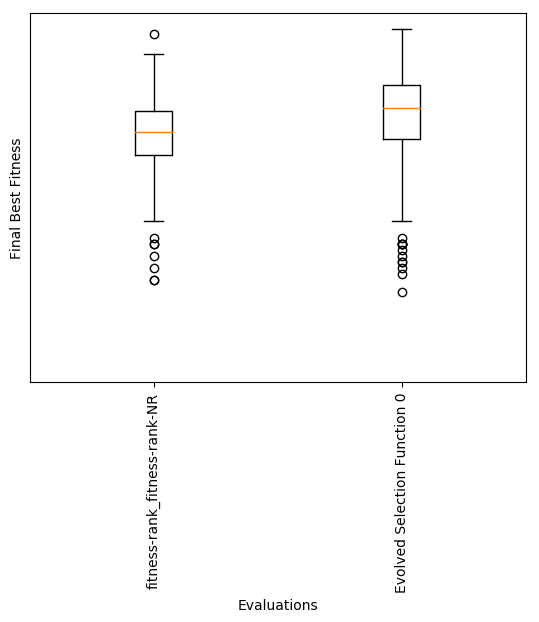 Final Best Fitness
fitness-rank_fitness-rank-NR
Evolved Selection Function 0
Evaluations